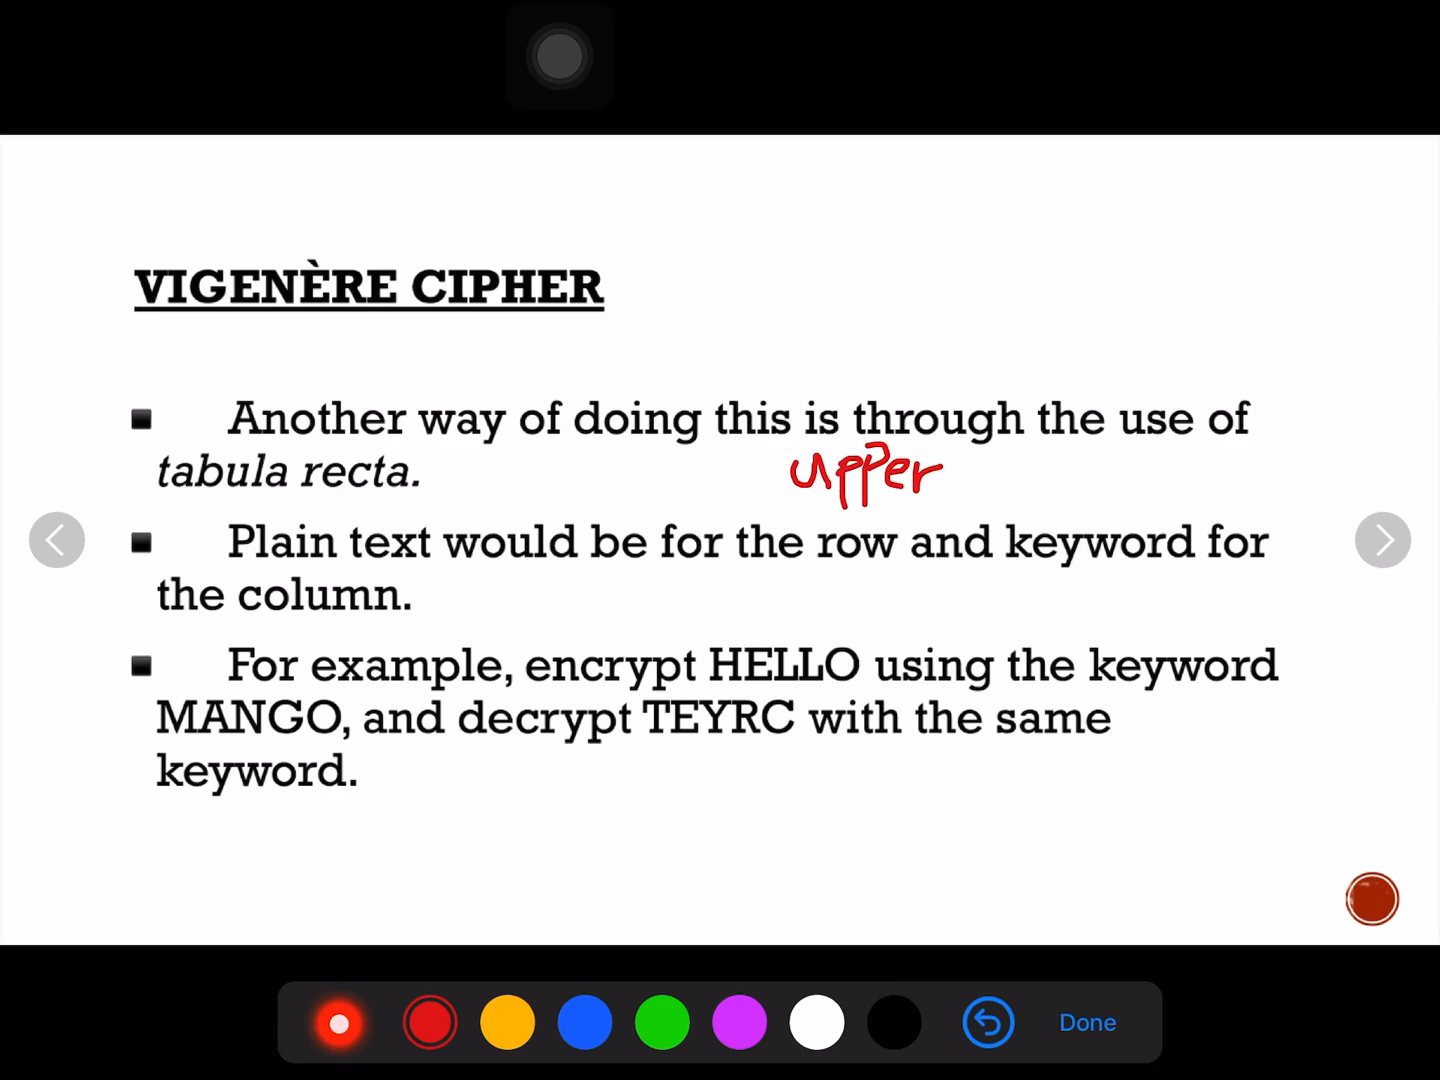 VIGENÈRE CIPHER
Another way of doing this is through the use of
tabula recta.
upper
Plain text would be for the row and keyword for
the column.
For example, encrypt HELLO using the keyword
MANGO, and decrypt TEYRC with the same
keyword.
Done